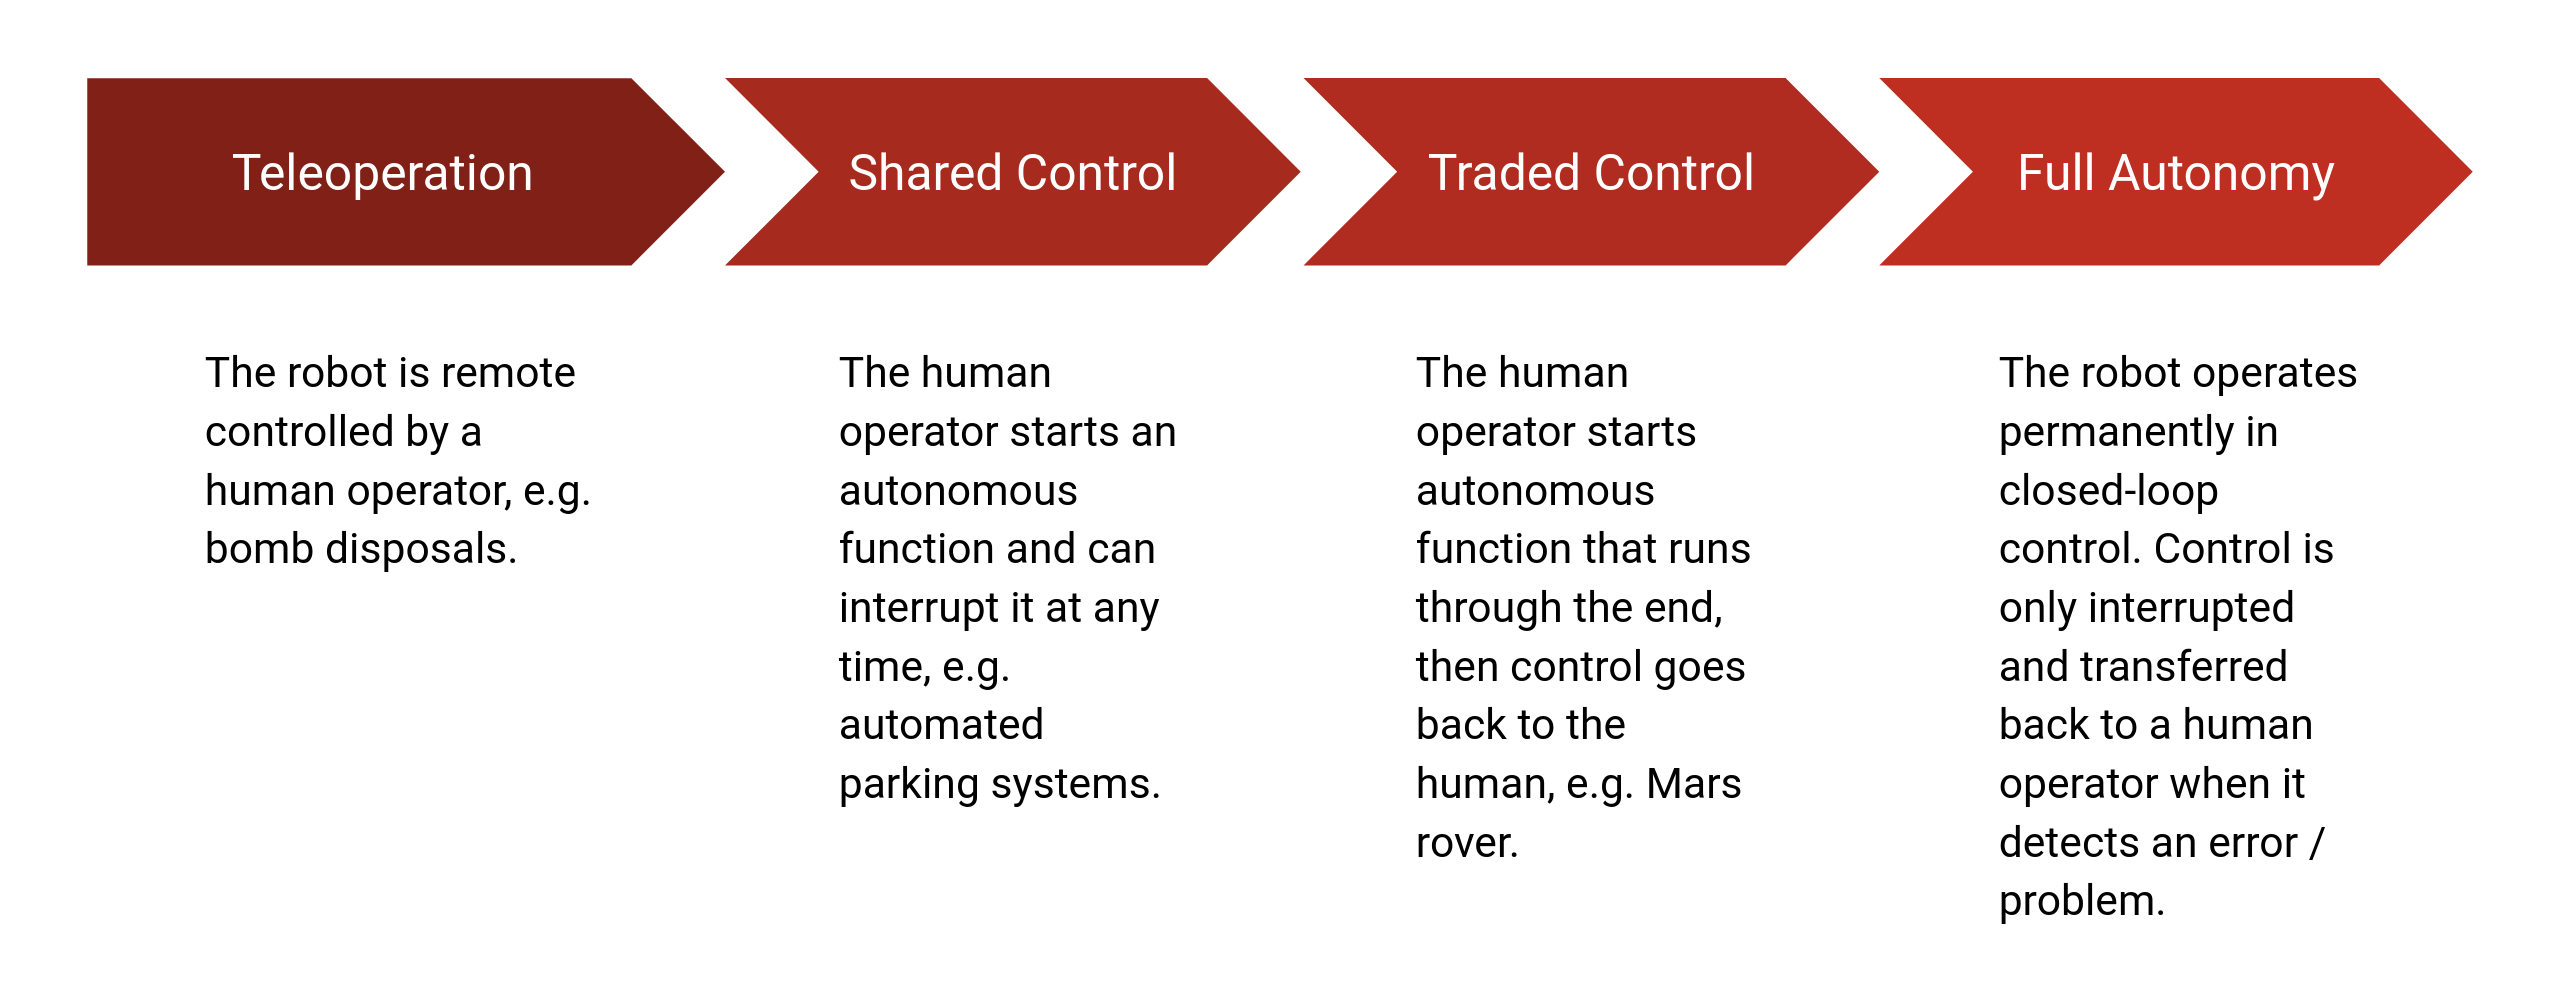 Teleoperation
Shared Control
Traded Control
Full Autonomy
The robot is remote
controlled by a
human operator, e.g.
bomb disposals.
The human
operator starts an
autonomous
function and can
interrupt it at any
time, e.g.
automated
parking systems.
The human
operator starts
autonomous
function that runs
through the end,
then control goes
back to the
human, e.g. Mars
rover.
The robot operates
permanently in
closed-loop
control. Control is
only interrupted
and transferred
back to a human
operator when it
detects an error /
problem.